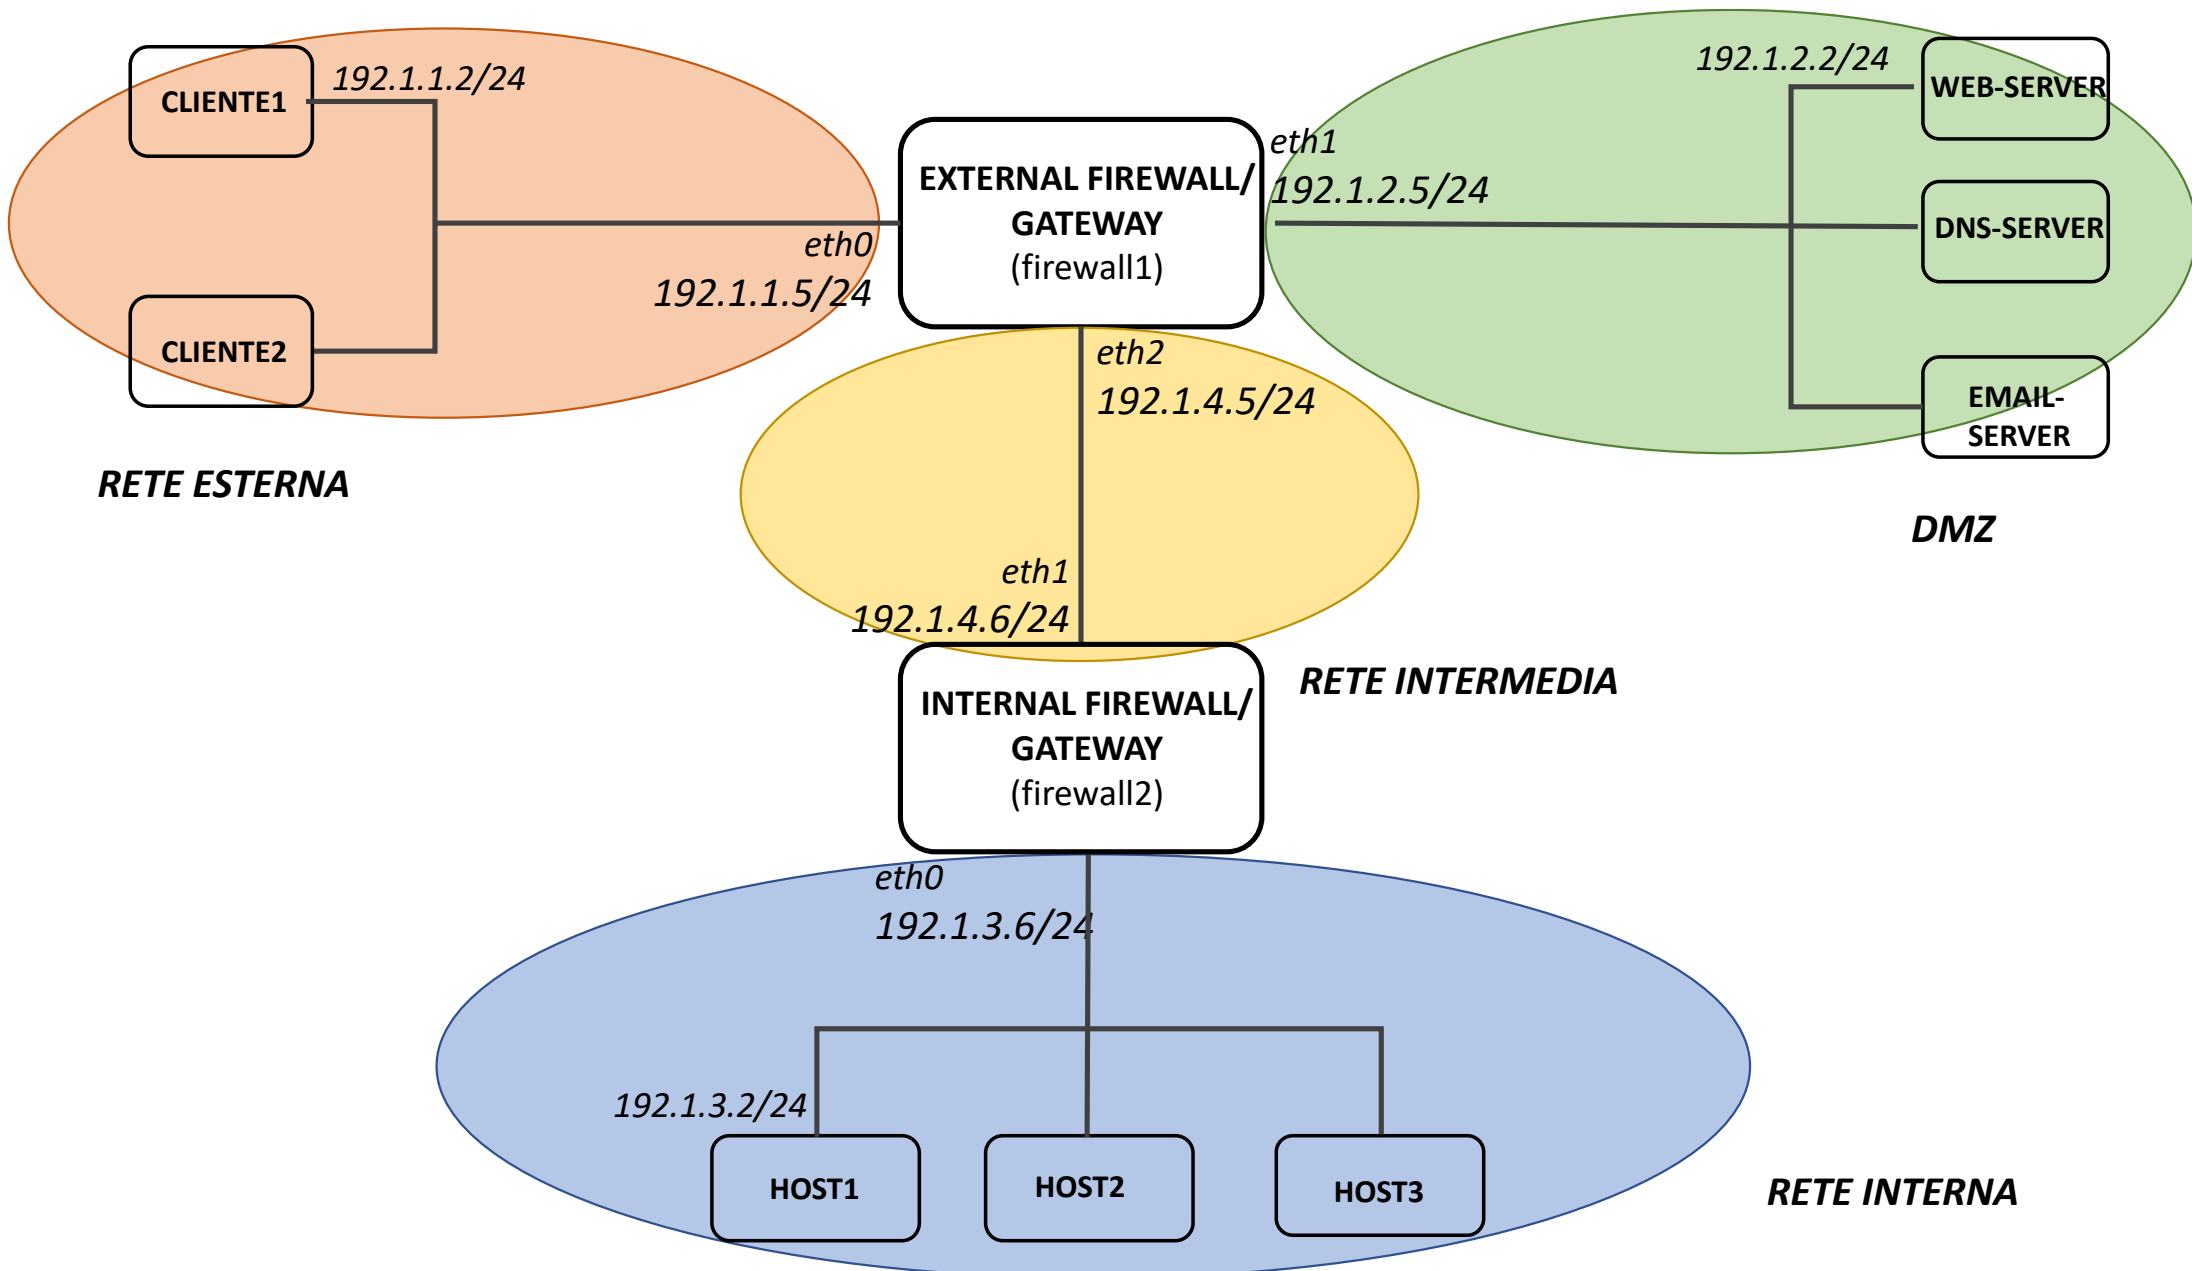 CLIENTE1
192.1.1.2/24
CLIENTE2
eth0
192.1.1.5/24
RETE ESTERNA
EXTERNAL FIREWALL/
GATEWAY
(firewall1)
eth1
192.1.2.5/24
192.1.2.2/24
WEB-SERVER
DNS-SERVER
EMAIL-
SERVER
DMZ
eth2
192.1.4.5/24
eth1
192.1.4.6/24
RETE INTERMEDIA
INTERNAL FIREWALL/
GATEWAY
(firewall2)
eth0
192.1.3.6/24
192.1.3.2/24
HOST1
HOST2
HOST3
RETE INTERNA